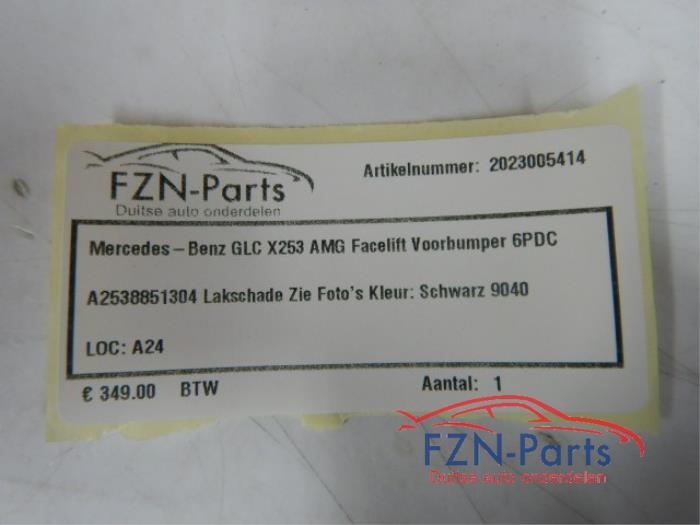 FZN-Parts
Duitse auto onderdelen
Artikelnummer: 2023005414
Mercedes-Benz GLC X253 AMG Facelift Voorbumper 6PDC
A2538851304 Lakschade Zie Foto's Kleur: Schwarz 9040
LOC: A24
€ 349.00 BTW
Aantal: 1
FZN-Parts
Duitse auto onderdelen